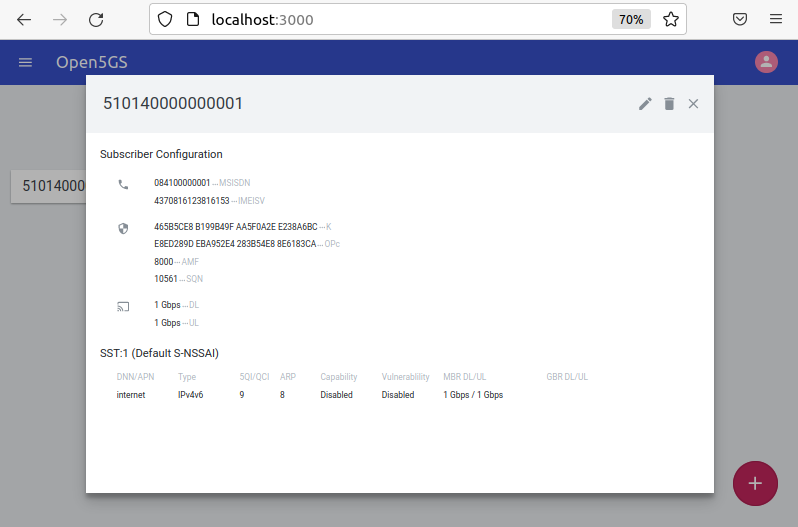 localhost:3000 70%
Open5GS
510140000000001
Subscriber Configuration
5101400
084100000001...MSISDN
4370816123816153...IMEISV
465B5CE8 B199B49F AA5F0A2E E238A6BC...K
E8ED289D EBA952E4 283B54E8 8E6183CA...OPc
8000...AMF
10561...SQN
1 Gbps...DL
1 Gbps...UL
SST:1 (Default S-NSSAI)
DNN/APN Type 5QI/QCI ARP Capability Vulnerablility MBR DL/UL GBR DL/UL
internet IPv4v6 9 8 Disabled Disabled 1 Gbps / 1 Gbps